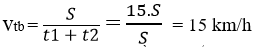 Vtb = S / (t1 + t2) = 15.S / S = 15 km/h